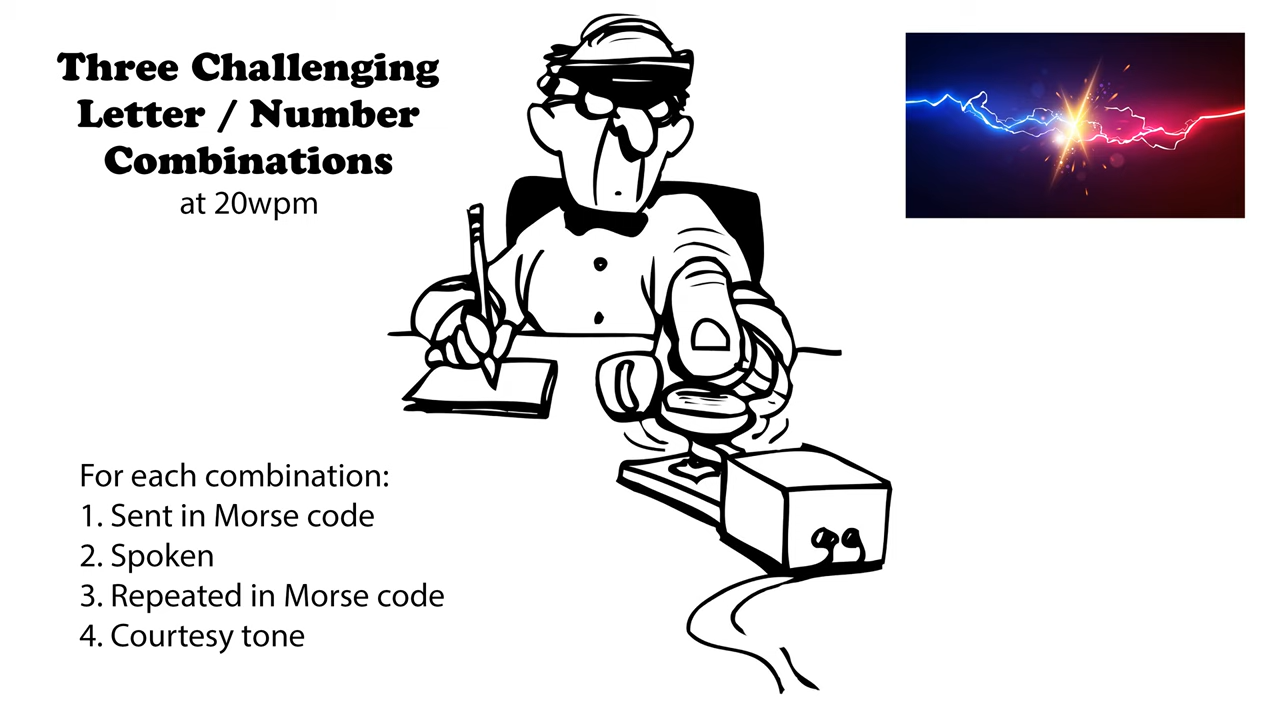 Three Challenging
Letter / Number
Combinations
at 20wpm
For each combination:
1. Sent in Morse code
2. Spoken
3. Repeated in Morse code
4. Courtesy tone